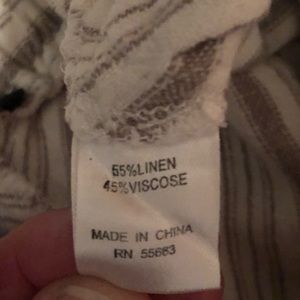 55%LINEN
45%VISCOSE
MADE IN CHINA
RN 55663